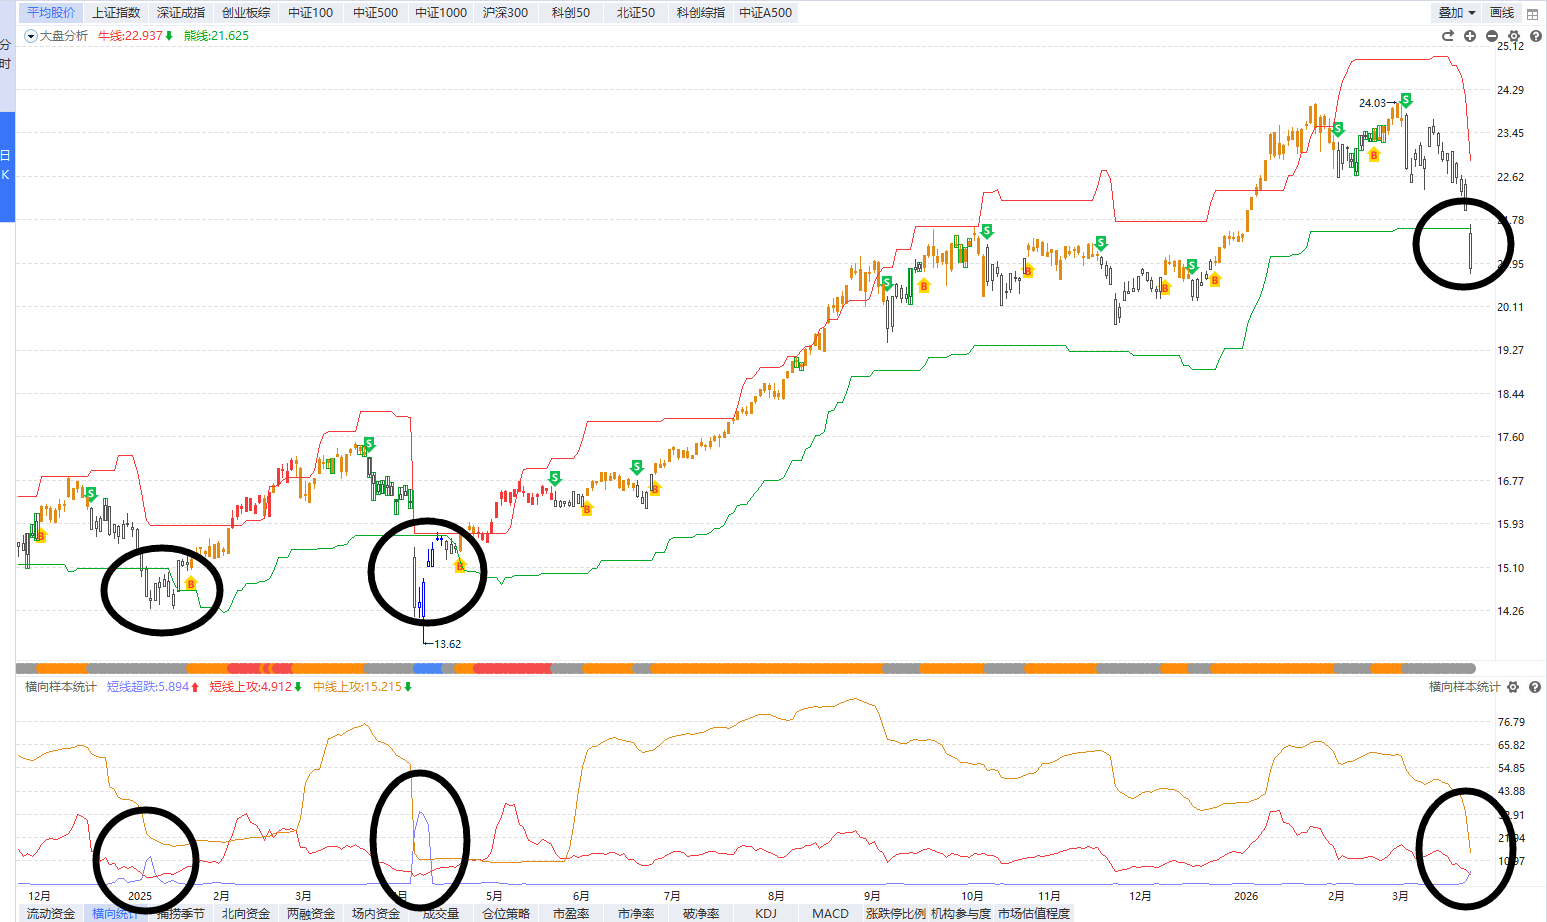 平均股价 上证指数 深证成指 创业板综 中证100 中证500 中证1000 沪深300 科创50 北证50 科创综指 中证A500 叠加 画线
大盘分析 牛线:22.937 熊线:21.625
分时
日K
25.12
24.29
23.45
22.62
21.78
20.95
20.11
19.27
18.44
17.60
16.77
15.93
15.10
14.26
24.03
13.62
S S S S S S S S S S
B B B B B B B B B B
横向样本统计 短线超跌:5.894 短线上攻:4.912 中线上攻:15.215 横向样本统计
76.79
65.82
54.85
43.88
32.91
21.94
10.97
12月 2025 2月 3月 月 5月 6月 7月 8月 9月 10月 11月 12月 2026 2月 3月
流动资金 横向统计 捕捞季节 北向资金 两融资金 场内资金 成交量 仓位策略 市盈率 市净率 破净率 KDJ MACD 涨跌停比例 机构参与度 市场估值程度